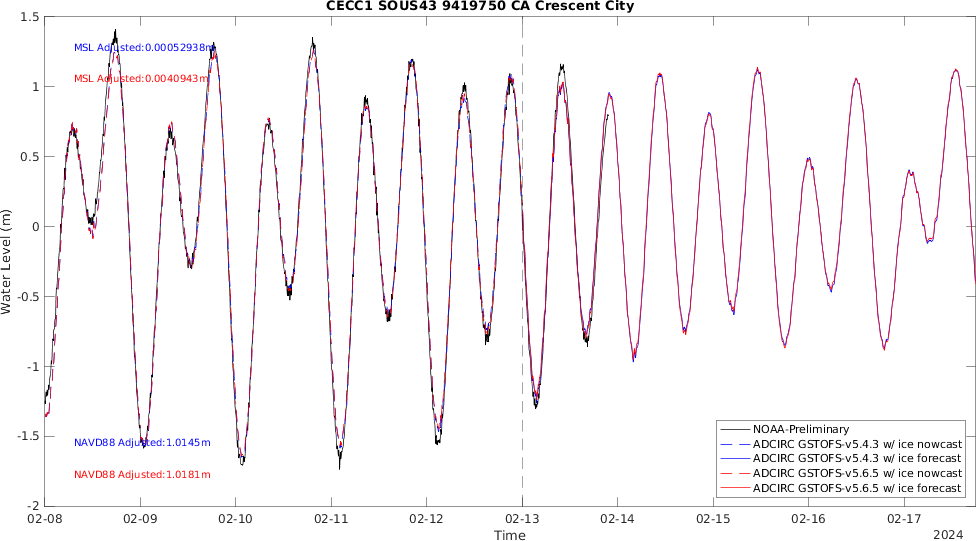 CECC1 SOUS43 9419750 CA Crescent City
MSL Adjusted:0.00052938m
MSL Adjusted:0.0040943m
NAVD88 Adjusted:1.0145m
NAVD88 Adjusted:1.0181m
Water Level (m)
1.5
1
0.5
0
-0.5
-1
-1.5
-2
NOAA-Preliminary
ADCIRC GSTOFS-v5.4.3 w/ ice nowcast
ADCIRC GSTOFS-v5.4.3 w/ ice forecast
ADCIRC GSTOFS-v5.6.5 w/ ice nowcast
ADCIRC GSTOFS-v5.6.5 w/ ice forecast
02-08 02-09 02-10 02-11 02-12 02-13 02-14 02-15 02-16 02-17
Time
2024